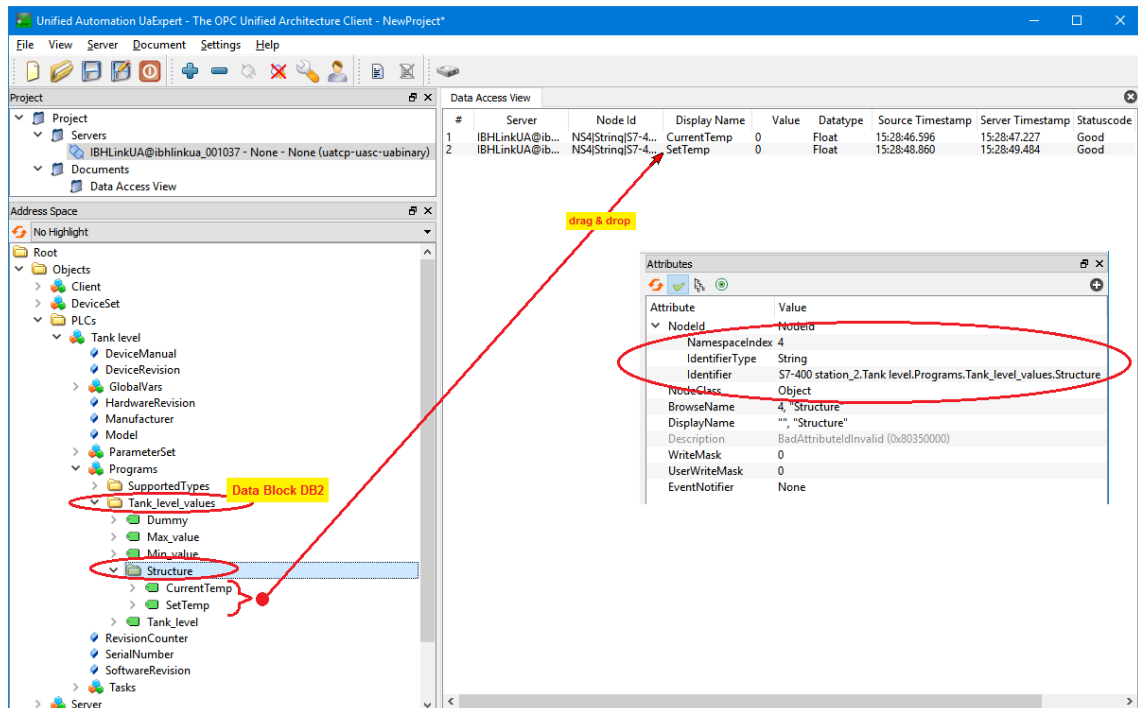 Unified Automation UaExpert - The OPC Unified Architecture Client - NewProject*
File View Server Document Settings Help
Project
Project
Servers
IBHLinkUA@ibhlinkua_001037 - None - None (uatcp-uasc-uabinary)
Documents
Data Access View
Address Space
No Highlight
Root
Objects
Client
DeviceSet
PLCs
Tank level
DeviceManual
DeviceRevision
GlobalVars
HardwareRevision
Manufacturer
Model
ParameterSet
Programs
SupportedTypes
Data Block DB2
Tank_level_values
Dummy
Max_value
Min_value
Structure
CurrentTemp
SetTemp
Tank_level
RevisionCounter
SerialNumber
SoftwareRevision
Tasks
Server
Data Access View
# Server Node Id Display Name Value Datatype Source Timestamp Server Timestamp Statuscode
1 IBHLinkUA@ib... NS4|String|S7-4... CurrentTemp 0 Float 15:28:46.596 15:28:47.227 Good
2 IBHLinkUA@ib... NS4|String|S7-4... SetTemp 0 Float 15:28:48.860 15:28:49.484 Good
drag & drop
Attributes
Attribute Value
NodeId NodeId
NamespaceIndex 4
IdentifierType String
Identifier S7-400 station_2.Tank level.Programs.Tank_level_values.Structure
NodeClass Object
BrowseName 4, "Structure"
DisplayName "", "Structure"
Description BadAttributeIdInvalid (0x80350000)
WriteMask 0
UserWriteMask 0
EventNotifier None